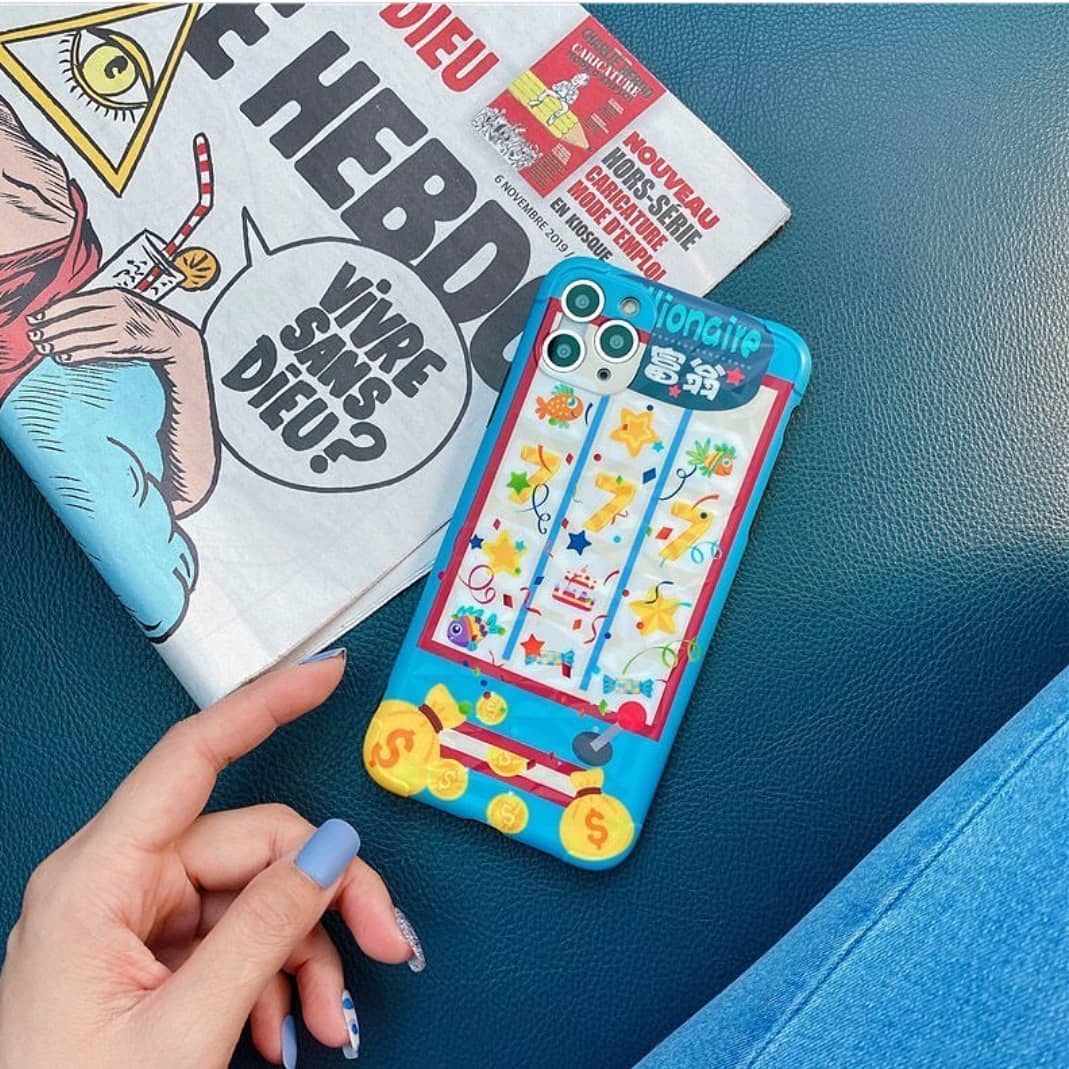 DIEU
E HEBDO
CARICATURE
NOUVEAU
HORS-SÉRIE
CARICATURE
MODE D'EMPLOI
EN KIOSQUE
6 NOVEMBRE 2019 /
ViVRE
SANS
DiEU?
llionaire
富翁
777
$
$